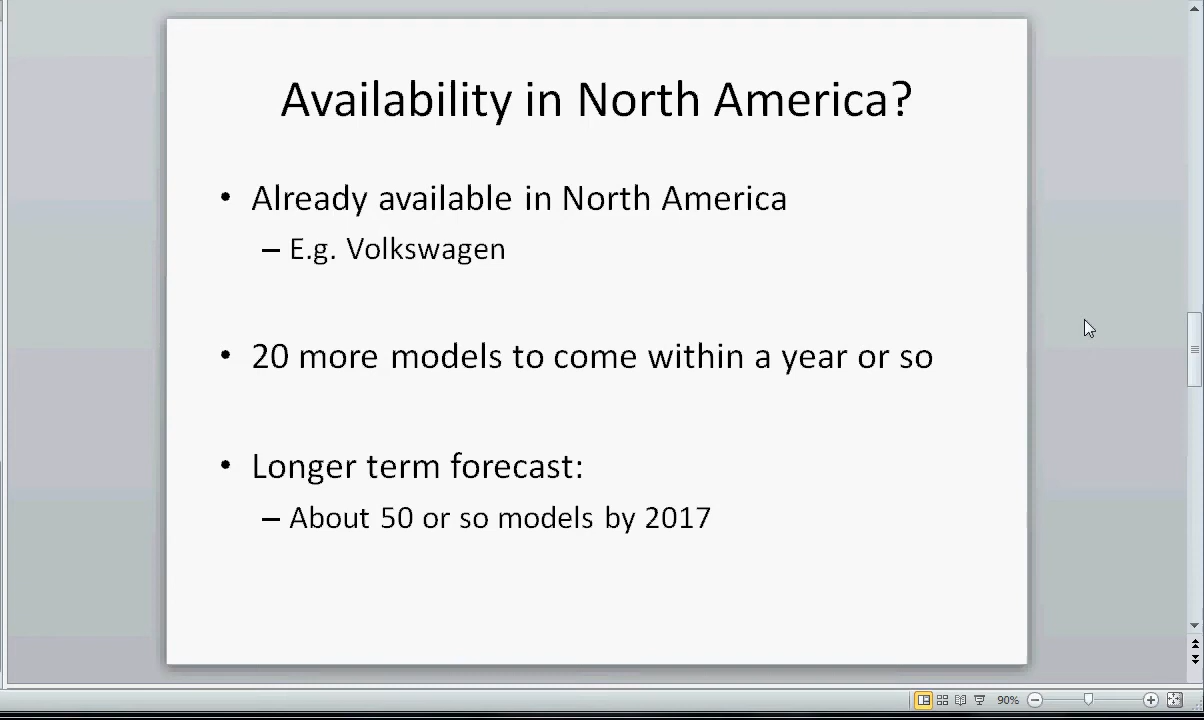 Availability in North America?
• Already available in North America
– E.g. Volkswagen
• 20 more models to come within a year or so
• Longer term forecast:
– About 50 or so models by 2017
90%